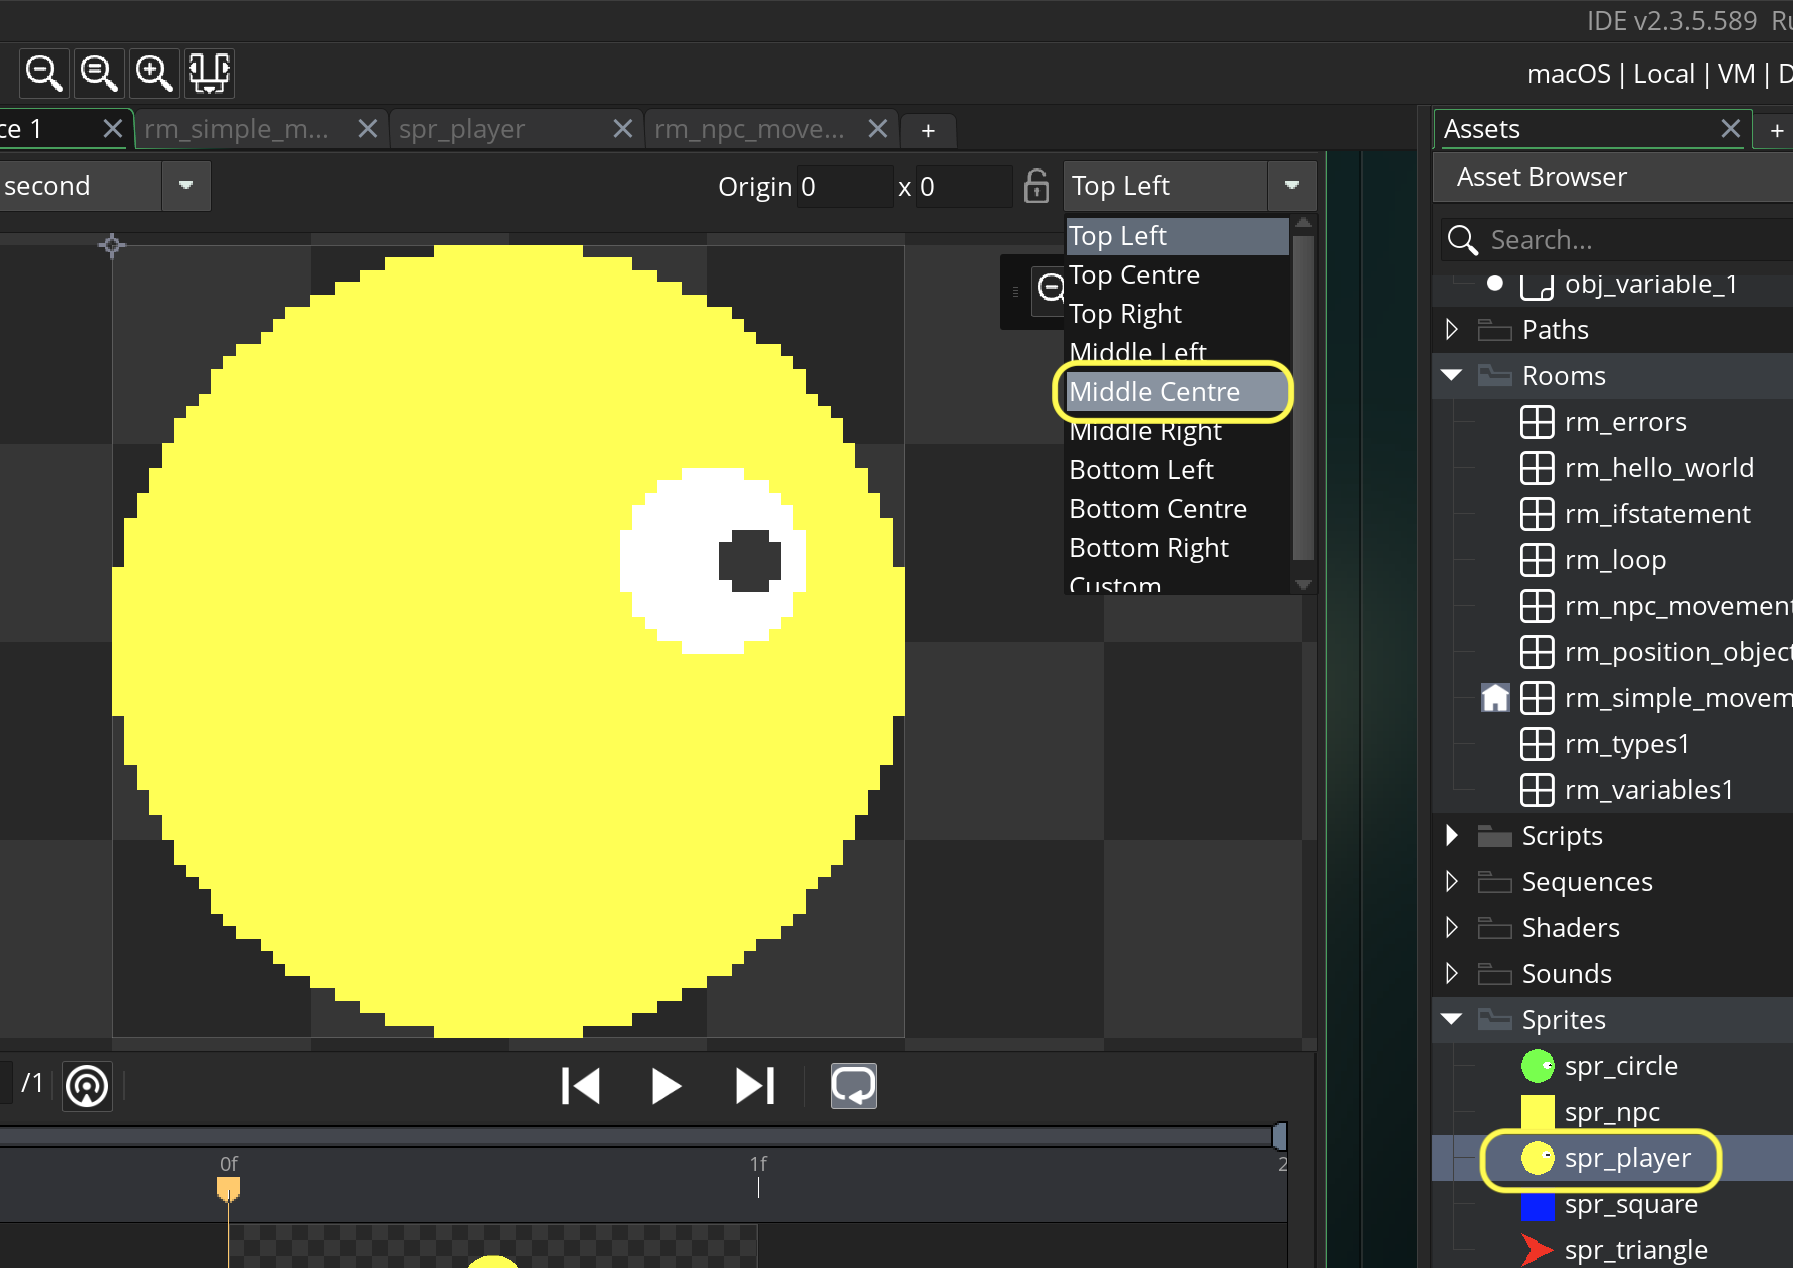 IDE v2.3.5.589
macOS | Local | VM |
ce 1
rm_simple_m...
spr_player
rm_npc_move...
+
Assets
+
second
Origin 0 x 0
Top Left
Asset Browser
Search...
Top Left
Top Centre
Top Right
Middle Left
Middle Centre
Middle Right
Bottom Left
Bottom Centre
Bottom Right
Custom
obj_variable_1
Paths
Rooms
rm_errors
rm_hello_world
rm_ifstatement
rm_loop
rm_npc_movement
rm_position_object
rm_simple_movem
rm_types1
rm_variables1
Scripts
Sequences
Shaders
Sounds
Sprites
spr_circle
spr_npc
spr_player
spr_square
spr_triangle
/1
0f
1f
2